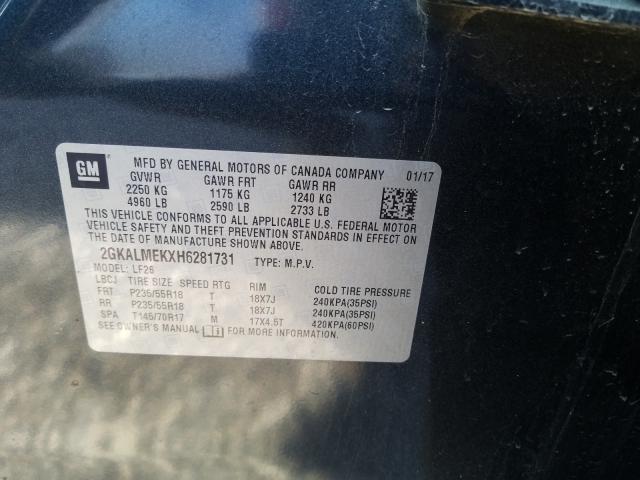 GM
MFD BY GENERAL MOTORS OF CANADA COMPANY 01/17
GVWR GAWR FRT GAWR RR
2250 KG 1175 KG 1240 KG
4960 LB 2590 LB 2733 LB
THIS VEHICLE CONFORMS TO ALL APPLICABLE U.S. FEDERAL MOTOR
VEHICLE SAFETY AND THEFT PREVENTION STANDARDS IN EFFECT ON
THE DATE OF MANUFACTURE SHOWN ABOVE.
2GKALMEKXH6281731 TYPE: M.P.V.
MODEL: LF26
LBCJ TIRE SIZE SPEED RTG RIM COLD TIRE PRESSURE
FRT P235/55R18 T 18X7J 240KPA(35PSI)
RR P235/55R18 T 18X7J 240KPA(35PSI)
SPA T145/70R17 M 17X4.5T 420KPA(60PSI)
SEE OWNER'S MANUAL FOR MORE INFORMATION.